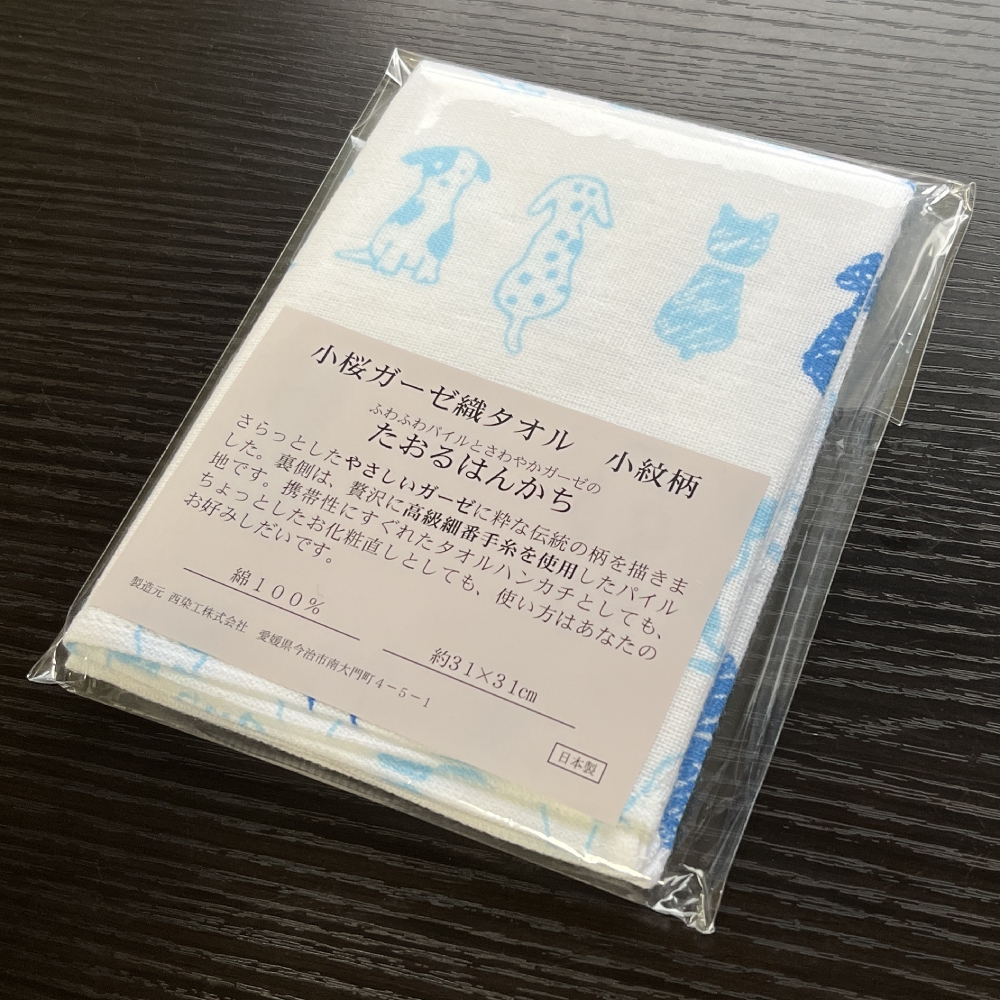 小桜ガーゼ織タオル　小紋柄
ふわふわパイルとさわやかガーゼの
たおるはんかち
さらっとしたやさしいガーゼに粋な伝統の柄を描きま
した。裏側は、贅沢に高級細番手糸を使用したパイル
地です。携帯性にすぐれたタオルハンカチとしても、
ちょっとしたお化粧直しとしても、使い方はあなたの
お好みしだいです。
綿１００％
約31×31㎝
製造元 西染工株式会社　愛媛県今治市南大門町４－５－１
日本製